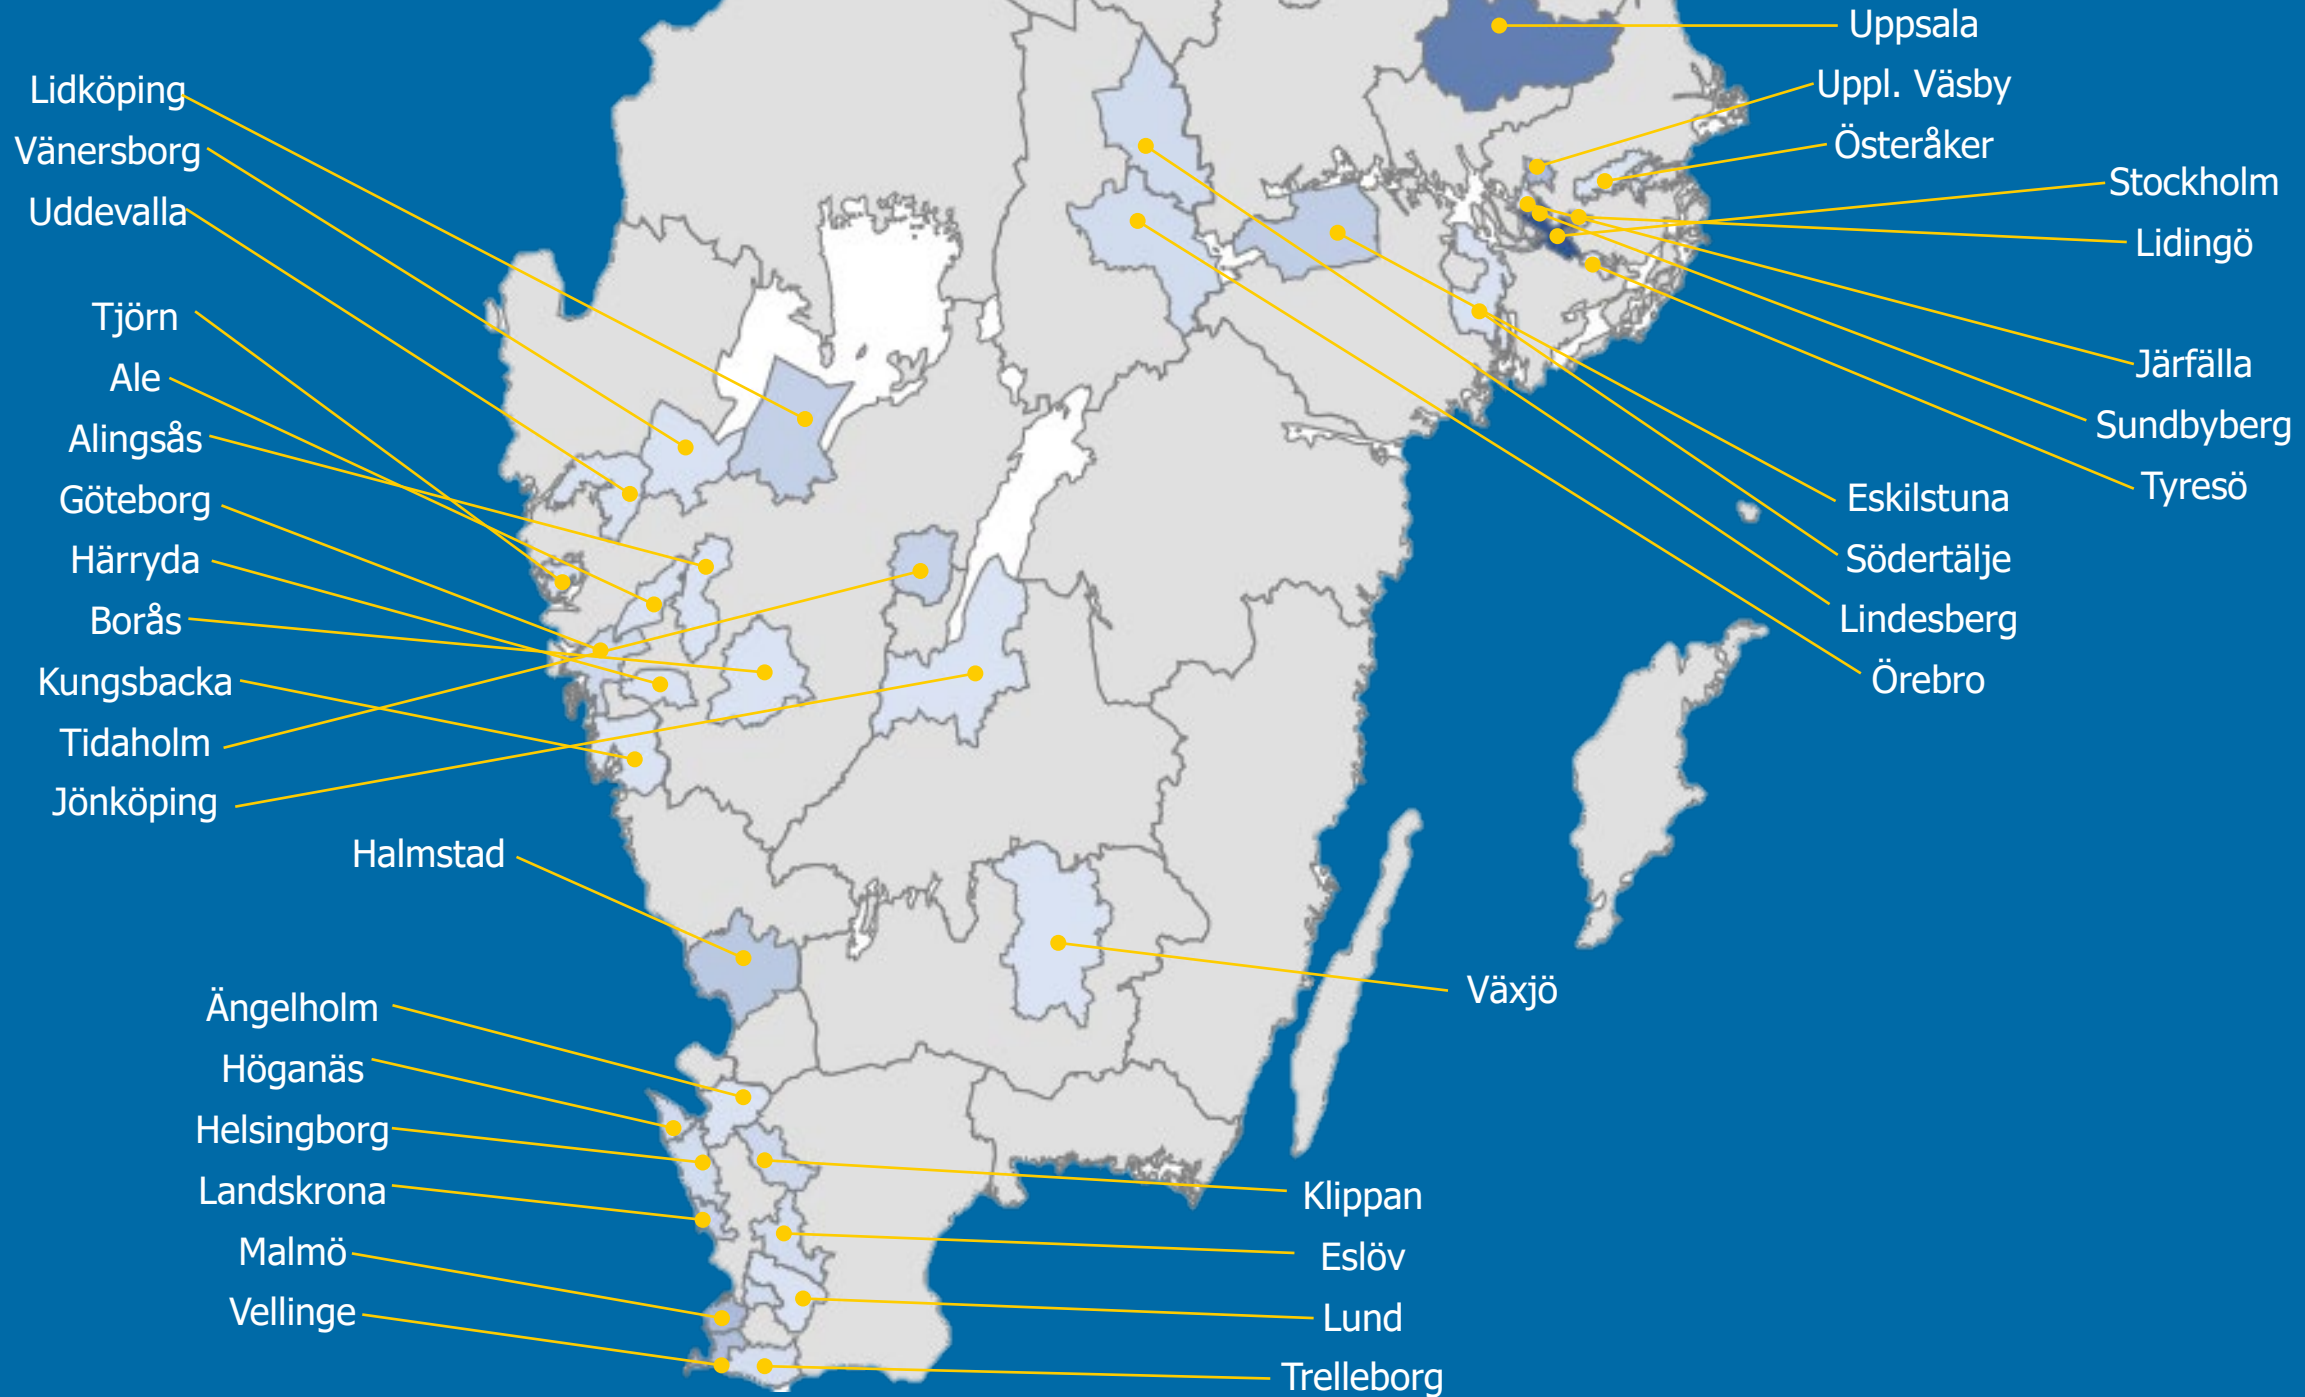 Uppsala
Uppl. Väsby
Österåker
Stockholm
Lidingö
Järfälla
Sundbyberg
Tyresö
Eskilstuna
Södertälje
Lindesberg
Örebro
Lidköping
Vänersborg
Uddevalla
Tjörn
Ale
Alingsås
Göteborg
Härryda
Borås
Kungsbacka
Tidaholm
Jönköping
Halmstad
Växjö
Ängelholm
Höganäs
Helsingborg
Landskrona
Malmö
Vellinge
Klippan
Eslöv
Lund
Trelleborg